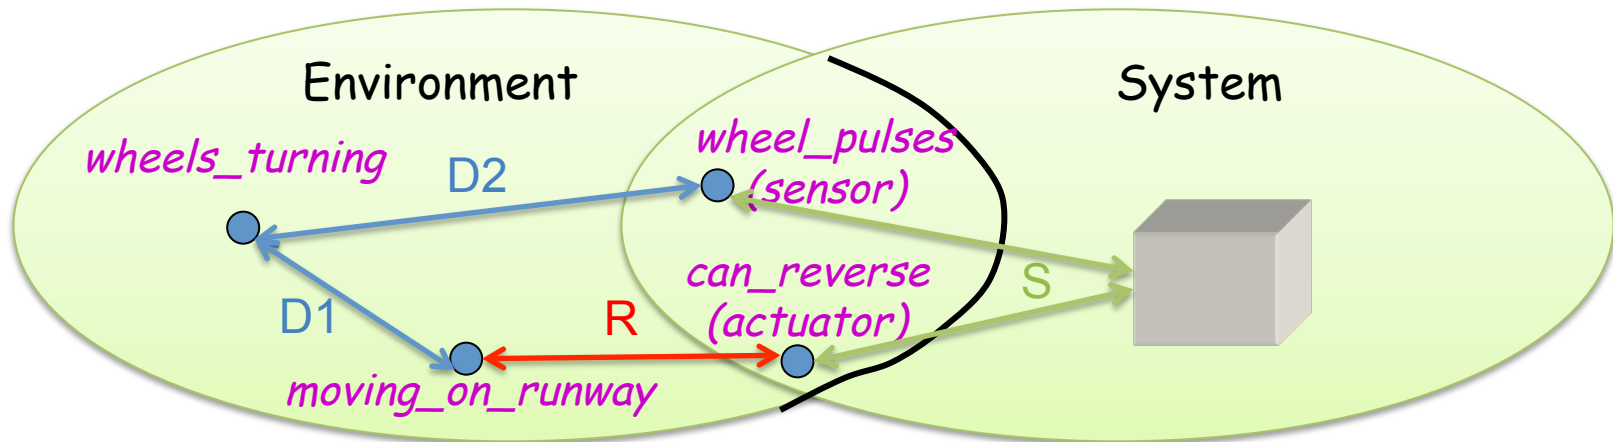 Environment
System
wheels_turning
D2
wheel_pulses
(sensor)
D1
R
can_reverse
(actuator)
S
moving_on_runway